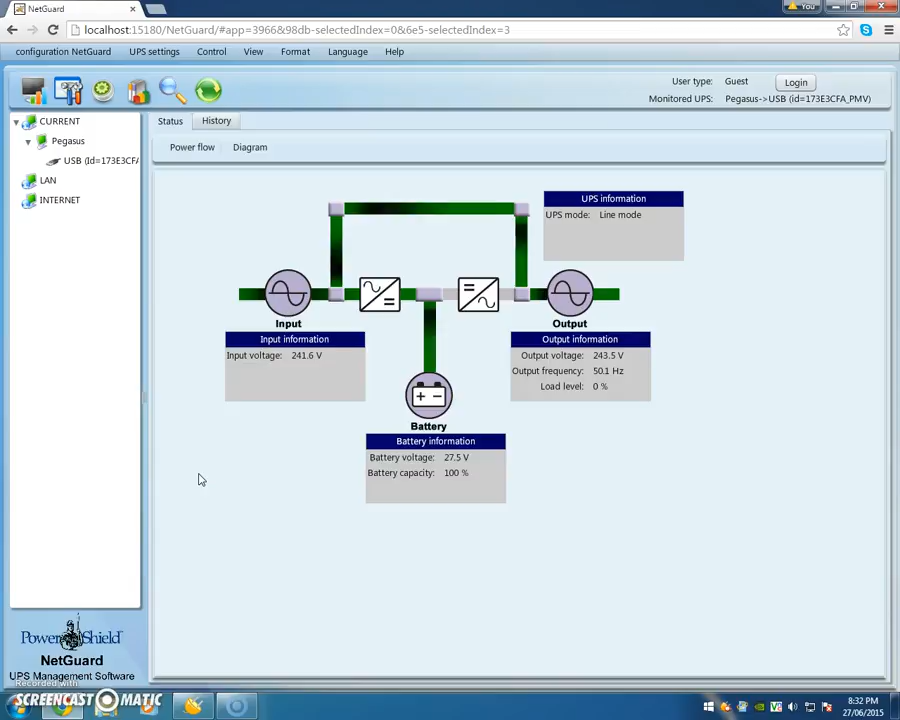 NetGuard
You
localhost:15180/NetGuard/#app=3966&98db-selectedIndex=0&6e5-selectedIndex=3
configuration NetGuard UPS settings Control View Format Language Help
User type: Guest Login
Monitored UPS: Pegasus->USB (id=173E3CFA_PMV)
CURRENT
Pegasus
USB (Id=173E3CFA
LAN
INTERNET
Status History
Power flow Diagram
UPS information
UPS mode: Line mode
Input
Input information
Input voltage: 241.6 V
Output
Output information
Output voltage: 243.5 V
Output frequency: 50.1 Hz
Load level: 0 %
Battery
Battery information
Battery voltage: 27.5 V
Battery capacity: 100 %
PowerShield
NetGuard
UPS Management Software
Recorded with
SCREENCAST MATIC
8:32 PM
27/06/2015